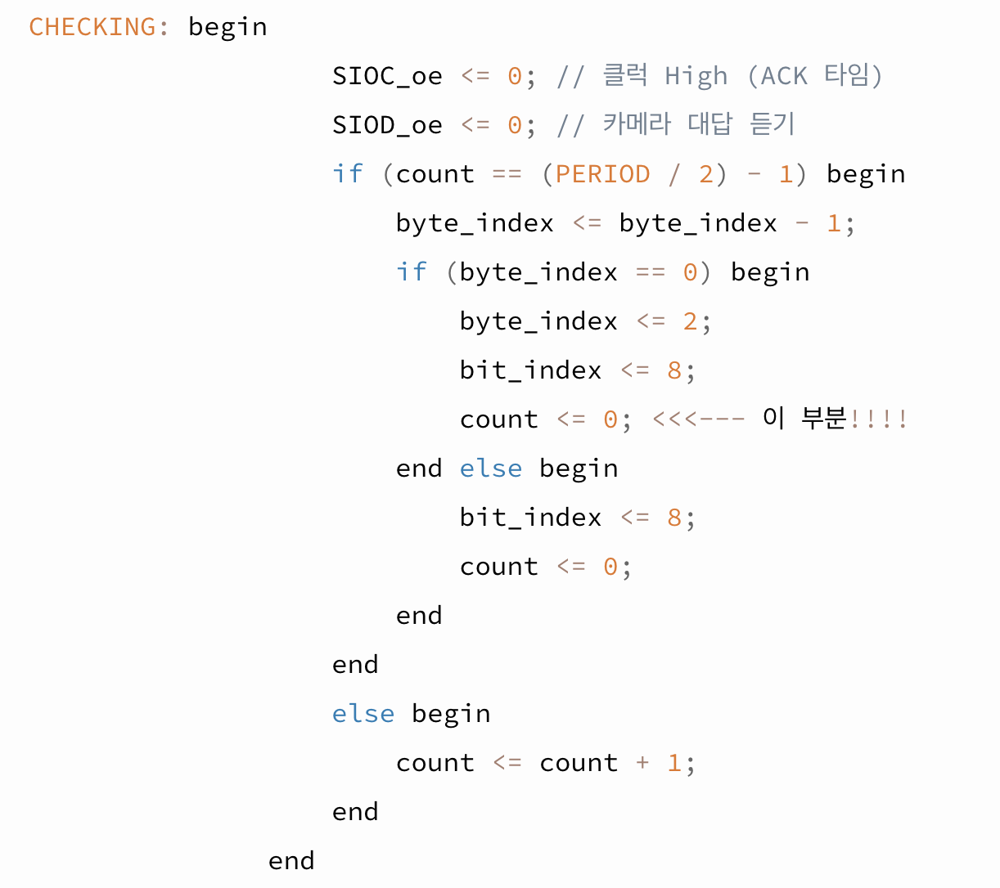 CHECKING: begin
SIOC_oe <= 0; // 클럭 High (ACK 타임)
SIOD_oe <= 0; // 카메라 대답 듣기
if (count == (PERIOD / 2) - 1) begin
byte_index <= byte_index - 1;
if (byte_index == 0) begin
byte_index <= 2;
bit_index <= 8;
count <= 0; <<<--- 이 부분!!!!
end else begin
bit_index <= 8;
count <= 0;
end
end
else begin
count <= count + 1;
end
end